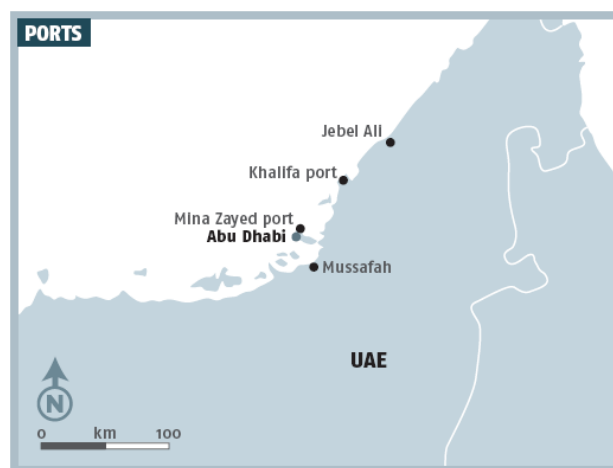 PORTS
Jebel Ali
Khalifa port
Mina Zayed port
Abu Dhabi
Mussafah
UAE
N
0 km 100